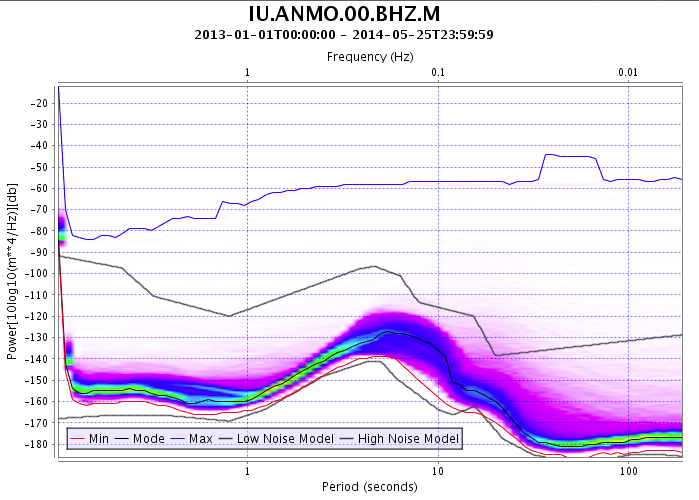 IU.ANMO.00.BHZ.M
2013-01-01T00:00:00 - 2014-05-25T23:59:59
Frequency (Hz)
1 0.1 0.01
Power[10log10(m**4/Hz)][db]
-20
-30
-40
-50
-60
-70
-80
-90
-100
-110
-120
-130
-140
-150
-160
-170
-180
Min Mode Max Low Noise Model High Noise Model
1 10 100
Period (seconds)